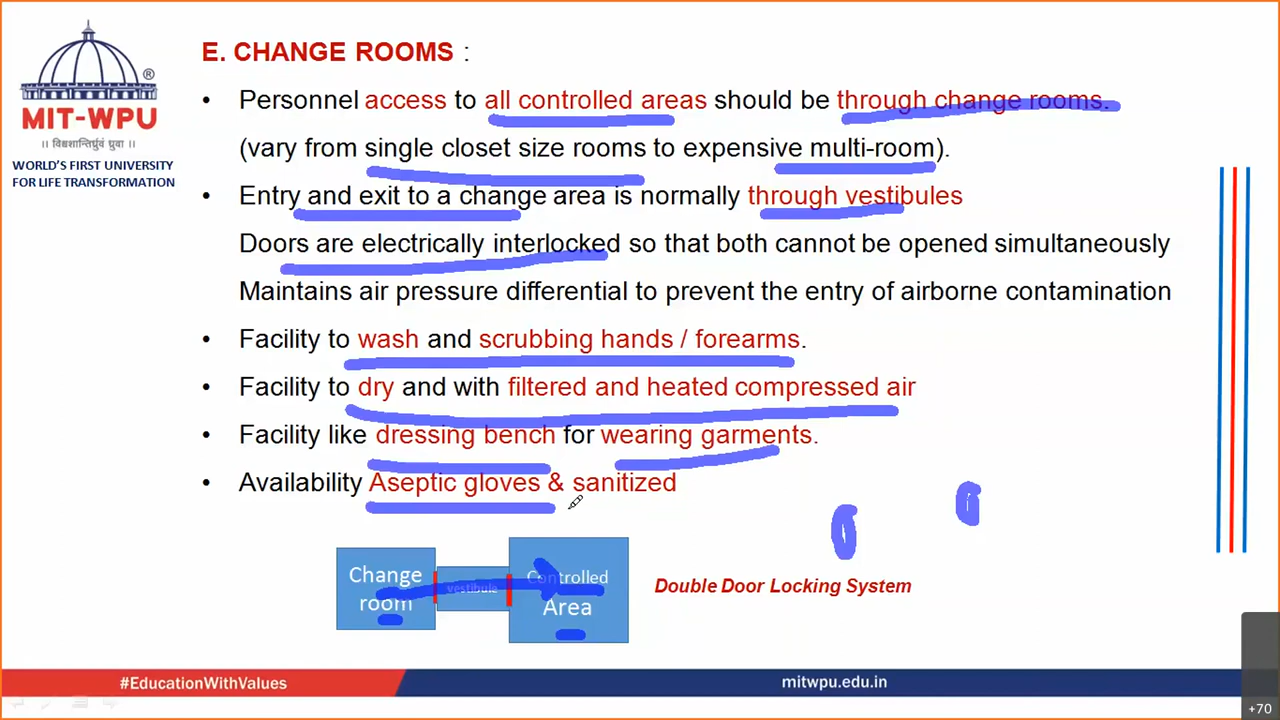 E. CHANGE ROOMS :
• Personnel access to all controlled areas should be through change rooms.
(vary from single closet size rooms to expensive multi-room).
• Entry and exit to a change area is normally through vestibules
Doors are electrically interlocked so that both cannot be opened simultaneously
Maintains air pressure differential to prevent the entry of airborne contamination
• Facility to wash and scrubbing hands / forearms.
• Facility to dry and with filtered and heated compressed air
• Facility like dressing bench for wearing garments.
• Availability Aseptic gloves & sanitized
®
MIT-WPU
।। विश्वशान्तिर्ध्रुवं ध्रुवा ।।
WORLD'S FIRST UNIVERSITY
FOR LIFE TRANSFORMATION
Change
room
vestibule
Controlled
Area
Double Door Locking System
#EducationWithValues
mitwpu.edu.in
+70